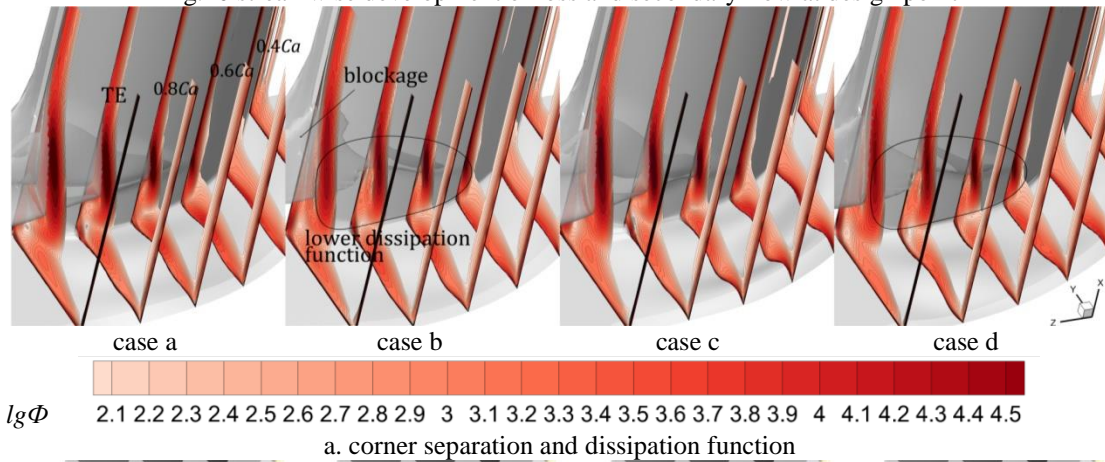 0.4Ca
0.6Ca
0.8Ca
TE
blockage
lower dissipation
function
Y
X
Z
case a
case b
case c
case d
lgΦ
2.1 2.2 2.3 2.4 2.5 2.6 2.7 2.8 2.9 3 3.1 3.2 3.3 3.4 3.5 3.6 3.7 3.8 3.9 4 4.1 4.2 4.3 4.4 4.5
a. corner separation and dissipation function